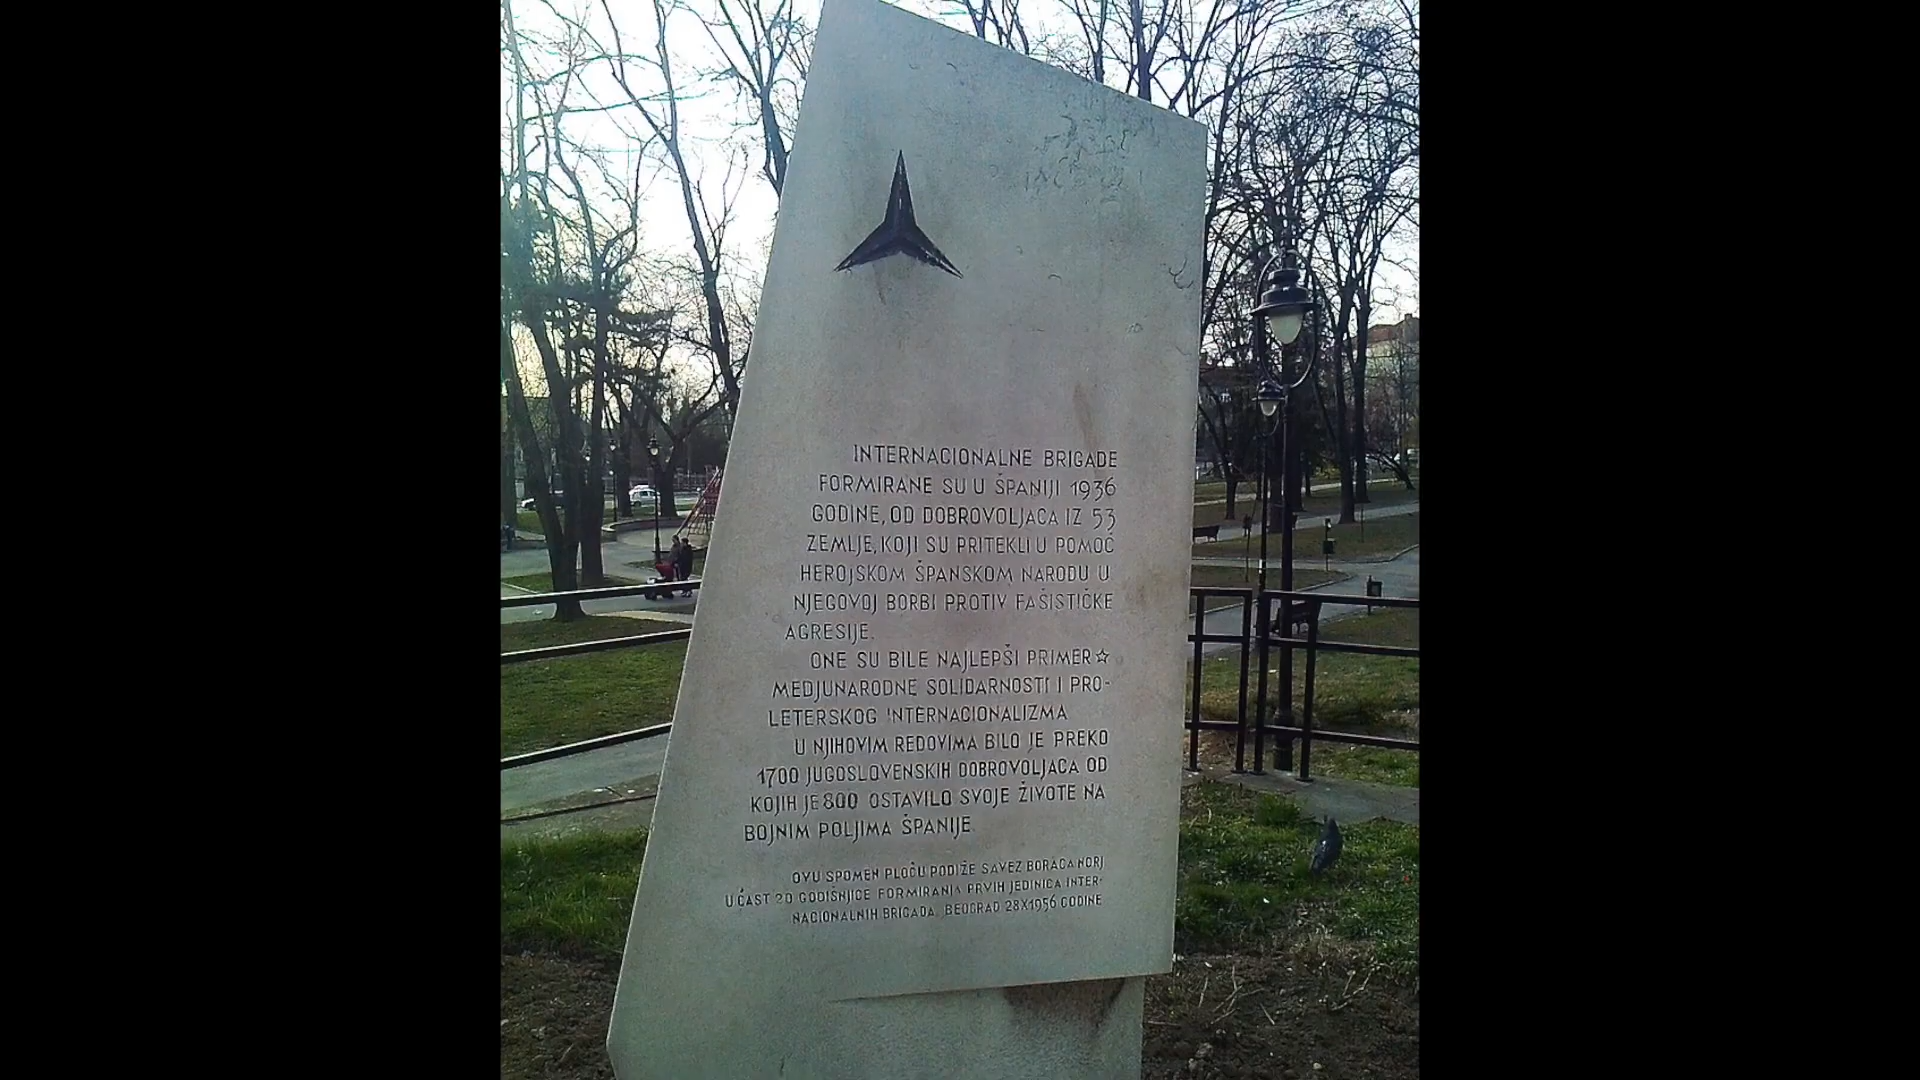 INTERNACIONALNE BRIGADE
FORMIRANE SU U ŠPANIJI 1936
GODINE, OD DOBROVOLJACA IZ 53
ZEMLJE, KOJI SU PRITEKLI U POMOĆ
HEROJSKOM ŠPANSKOM NARODU U
NJEGOVOJ BORBI PROTIV FAŠISTIČKE
AGRESIJE.
ONE SU BILE NAJLEPŠI PRIMER☆
MEDJUNARODNE SOLIDARNOSTI I PRO-
LETERSKOG INTERNACIONALIZMA
U NJIHOVIM REDOVIMA BILO JE PREKO
1700 JUGOSLOVENSKIH DOBROVOLJACA OD
KOJIH JE 800 OSTAVILO SVOJE ŽIVOTE NA
BOJNIM POLJIMA ŠPANIJE.
OVU SPOMEN PLOČU PODIŽE SAVEZ BORACA NORJ
U ČAST 20 GODIŠNJICE FORMIRANJA PRVIH JEDINICA INTER-
NACIONALNIH BRIGADA. BEOGRAD 28X1956 GODINE